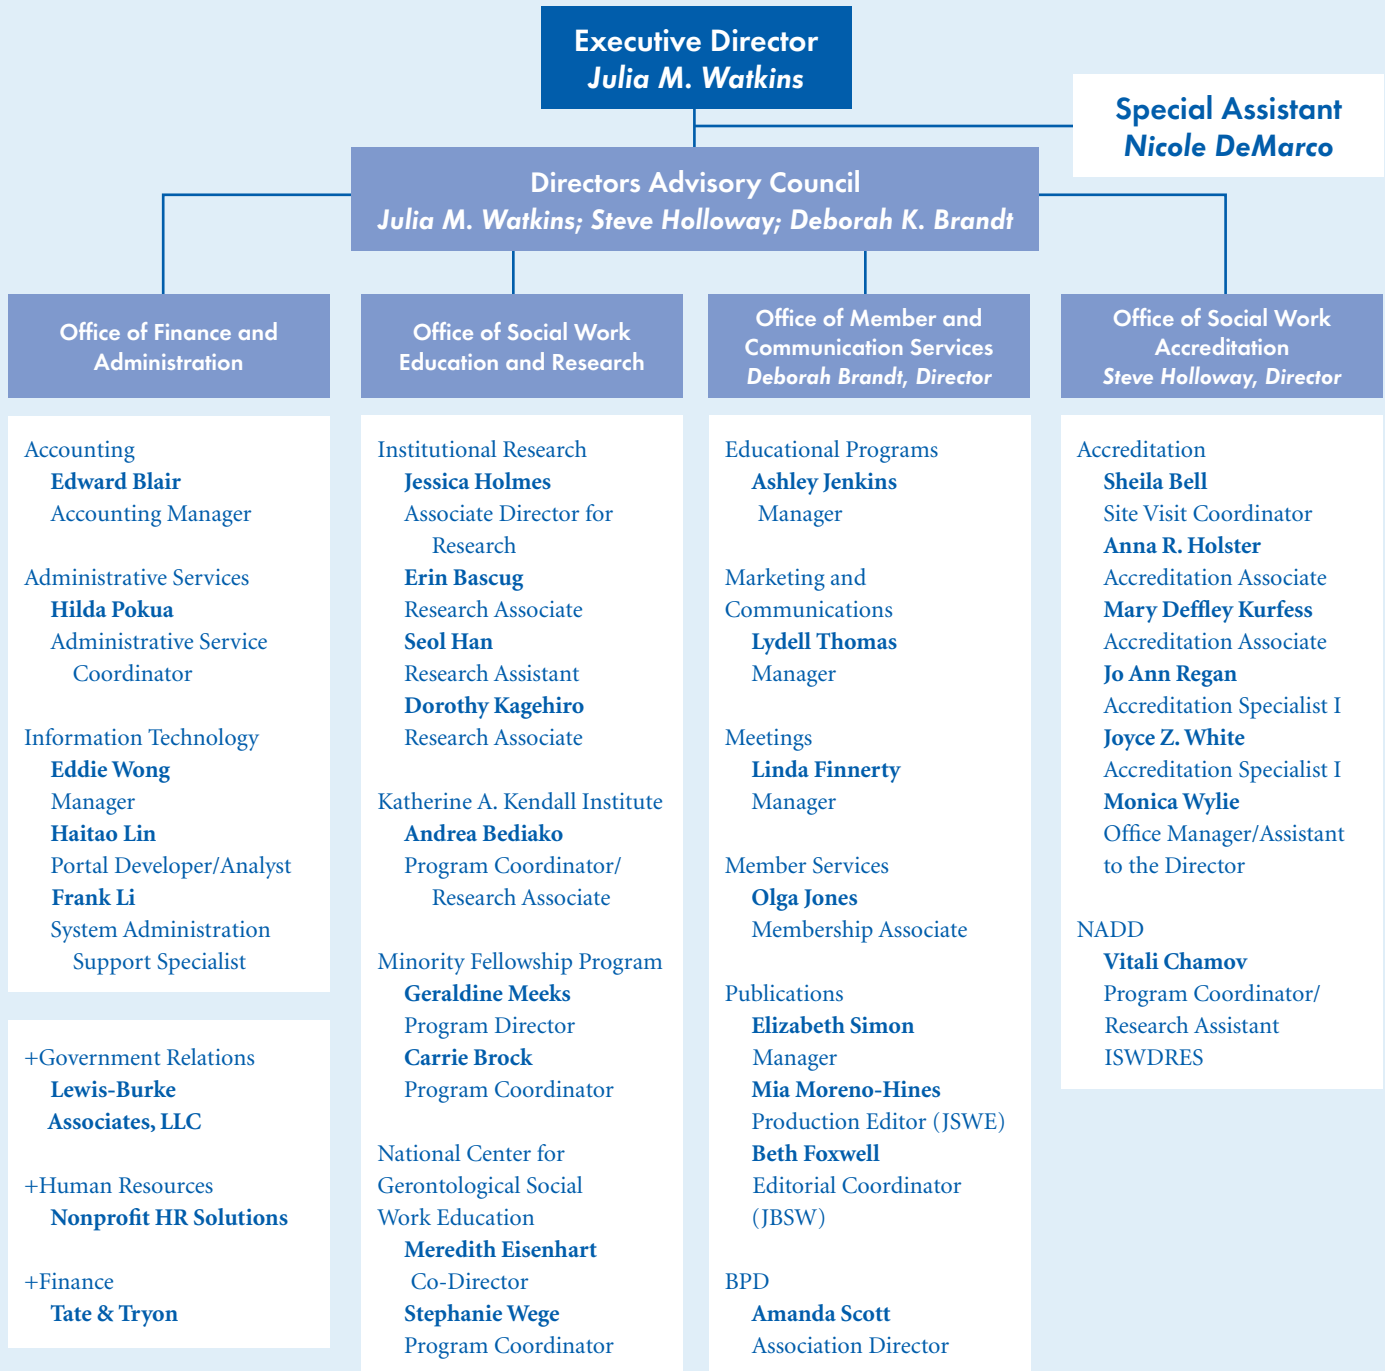 Executive Director
Julia M. Watkins
Special Assistant
Nicole DeMarco
Directors Advisory Council
Julia M. Watkins; Steve Holloway; Deborah K. Brandt
Office of Finance and
Administration
Accounting
Edward Blair
Accounting Manager
Administrative Services
Hilda Pokua
Administrative Service
Coordinator
Information Technology
Eddie Wong
Manager
Haitao Lin
Portal Developer/Analyst
Frank Li
System Administration
Support Specialist
+Government Relations
Lewis-Burke
Associates, LLC
+Human Resources
Nonprofit HR Solutions
+Finance
Tate & Tryon
Office of Social Work
Education and Research
Institutional Research
Jessica Holmes
Associate Director for
Research
Erin Bascug
Research Associate
Seol Han
Research Assistant
Dorothy Kagehiro
Research Associate
Katherine A. Kendall Institute
Andrea Bediako
Program Coordinator/
Research Associate
Minority Fellowship Program
Geraldine Meeks
Program Director
Carrie Brock
Program Coordinator
National Center for
Gerontological Social
Work Education
Meredith Eisenhart
Co-Director
Stephanie Wege
Program Coordinator
Office of Member and
Communication Services
Deborah Brandt, Director
Educational Programs
Ashley Jenkins
Manager
Marketing and
Communications
Lydell Thomas
Manager
Meetings
Linda Finnerty
Manager
Member Services
Olga Jones
Membership Associate
Publications
Elizabeth Simon
Manager
Mia Moreno-Hines
Production Editor (JSWE)
Beth Foxwell
Editorial Coordinator
(JBSW)
BPD
Amanda Scott
Association Director
Office of Social Work
Accreditation
Steve Holloway, Director
Accreditation
Sheila Bell
Site Visit Coordinator
Anna R. Holster
Accreditation Associate
Mary Deffley Kurfess
Accreditation Associate
Jo Ann Regan
Accreditation Specialist I
Joyce Z. White
Accreditation Specialist I
Monica Wylie
Office Manager/Assistant
to the Director
NADD
Vitali Chamov
Program Coordinator/
Research Assistant
ISWDRES